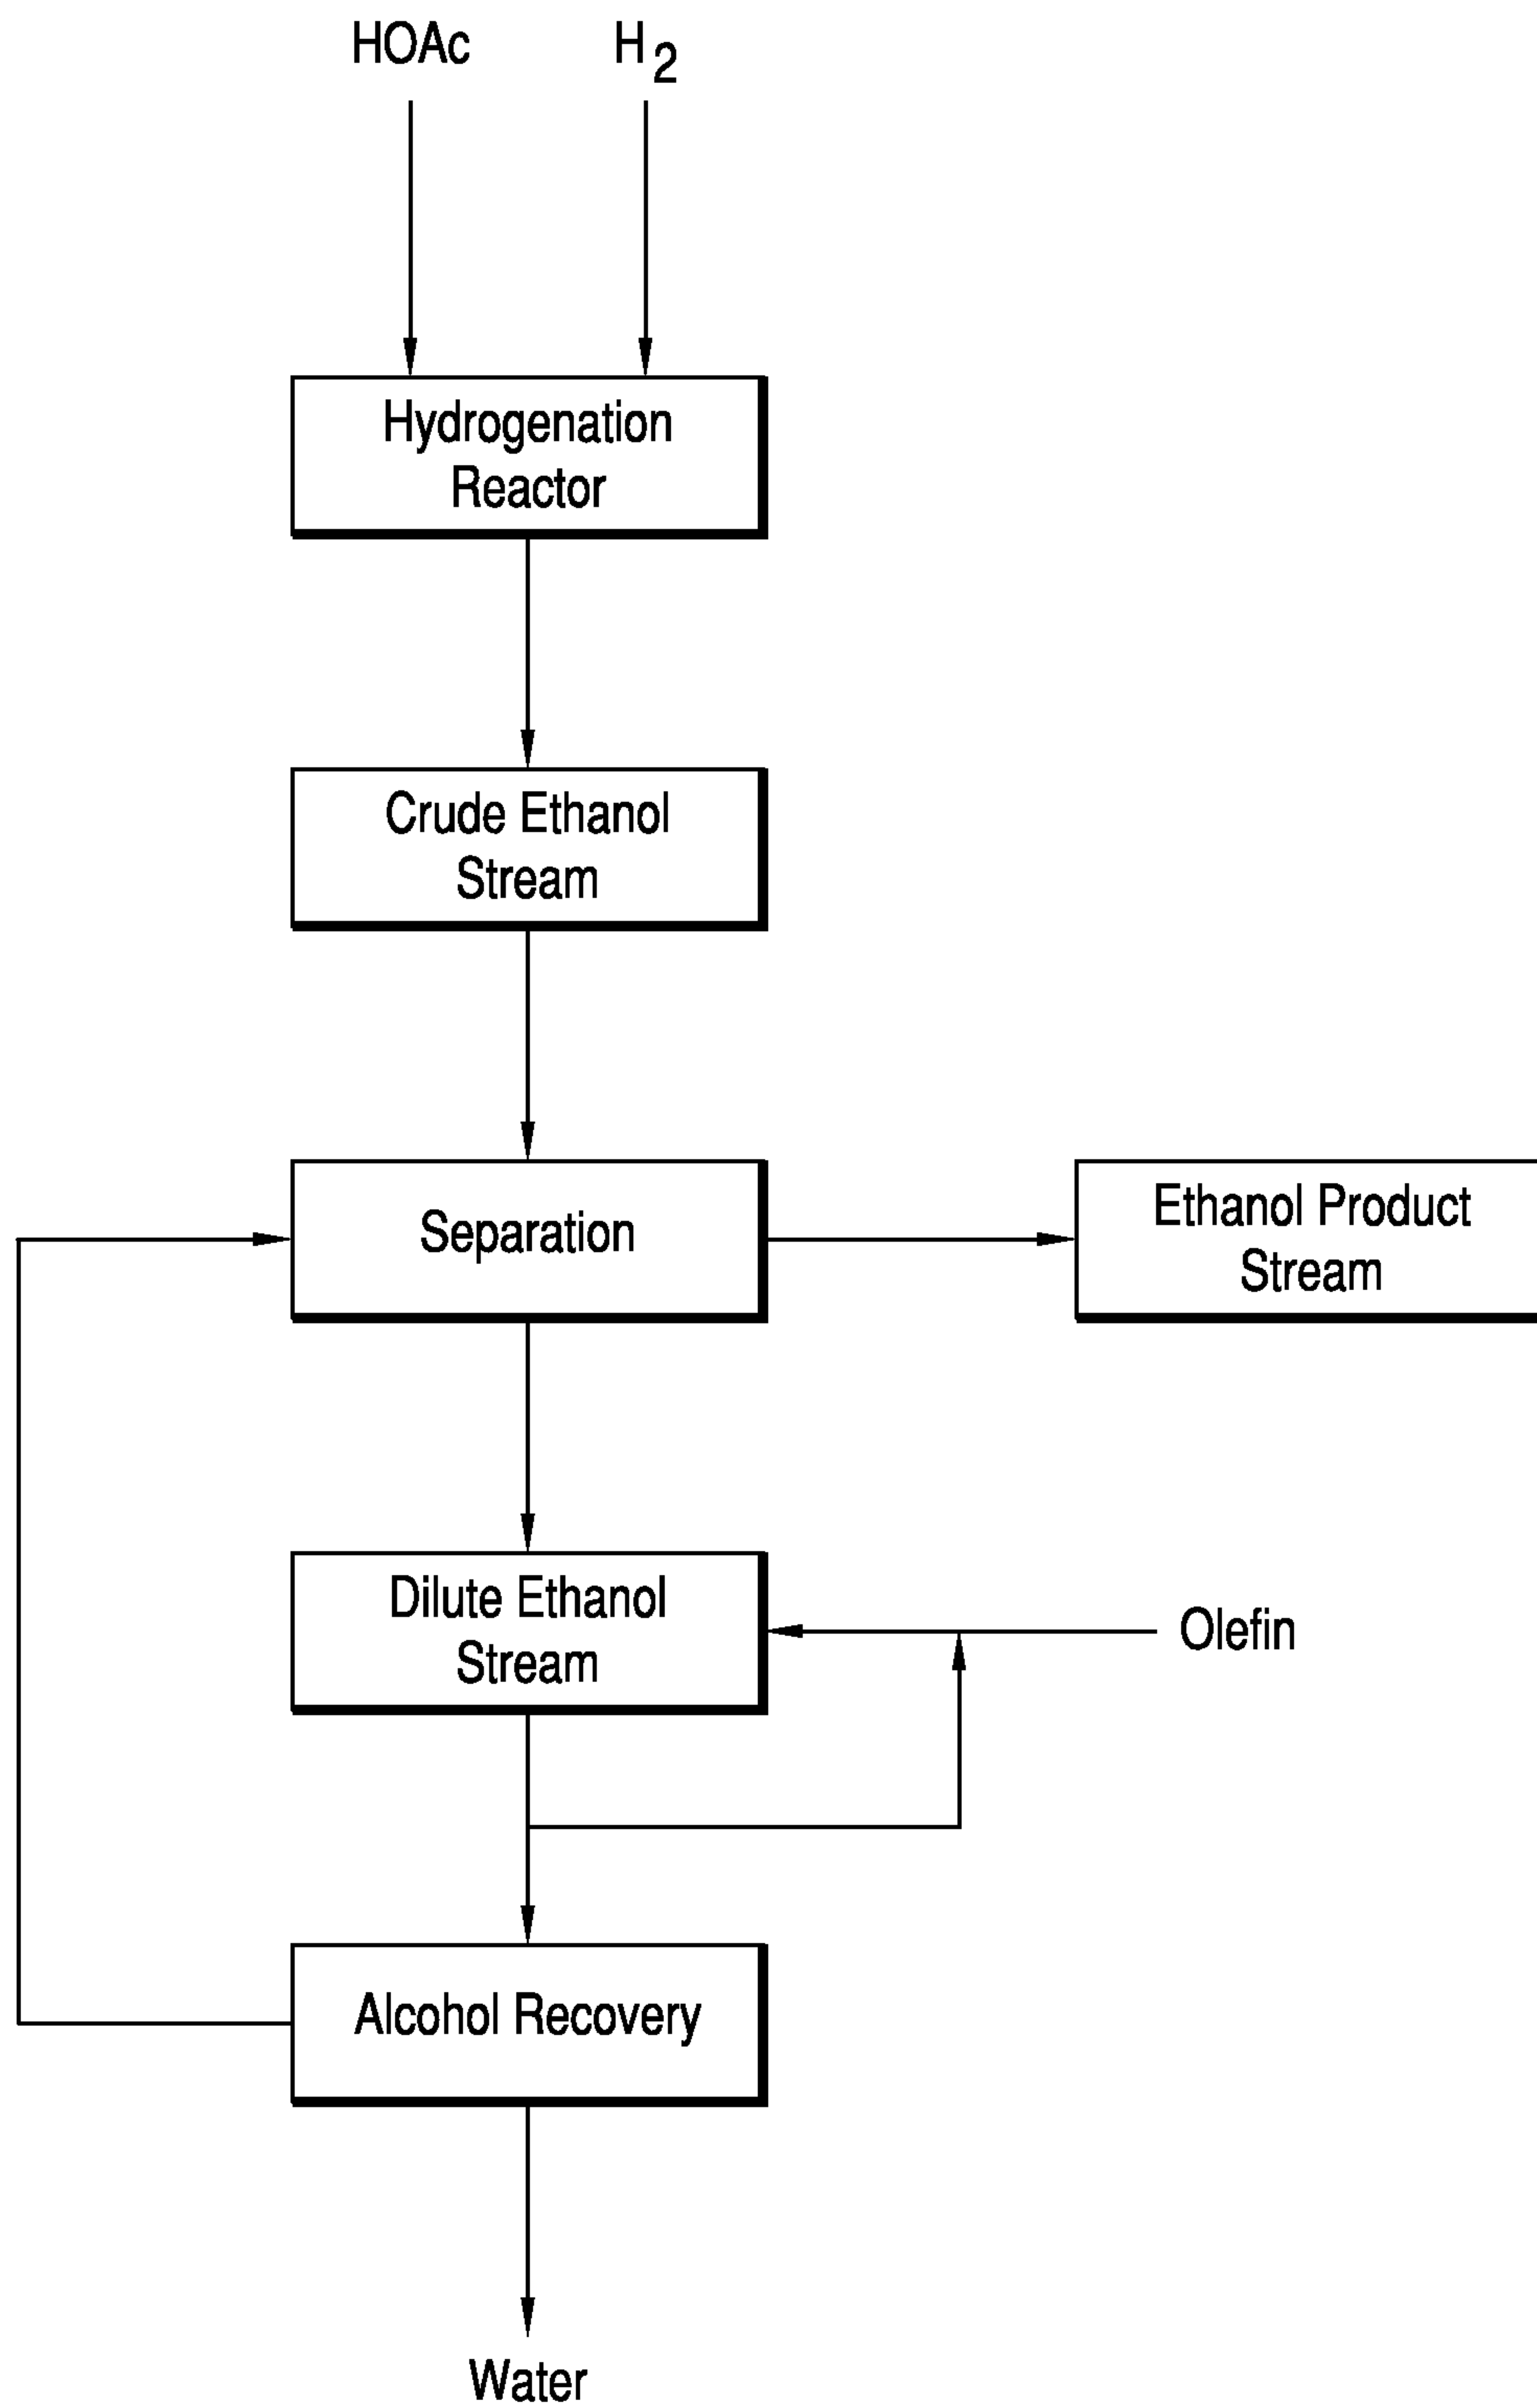 HOAc
H2
Hydrogenation
Reactor
Crude Ethanol
Stream
Separation
Ethanol Product
Stream
Dilute Ethanol
Stream
Olefin
Alcohol Recovery
Water